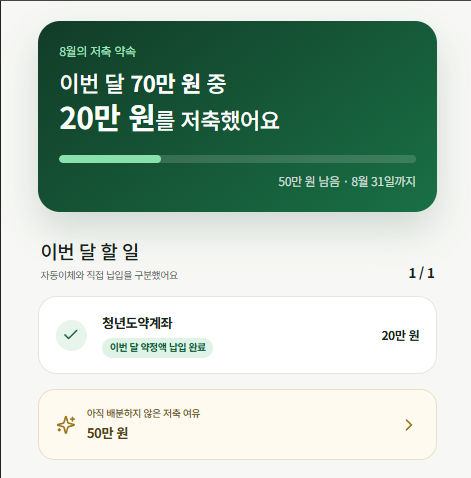 8월의 저축 약속
이번 달 70만 원 중
20만 원를 저축했어요
50만 원 남음 · 8월 31일까지
이번 달 할 일
자동이체와 직접 납입을 구분했어요
1 / 1
청년도약계좌
이번 달 약정액 납입 완료
20만 원
아직 배분하지 않은 저축 여유
50만 원